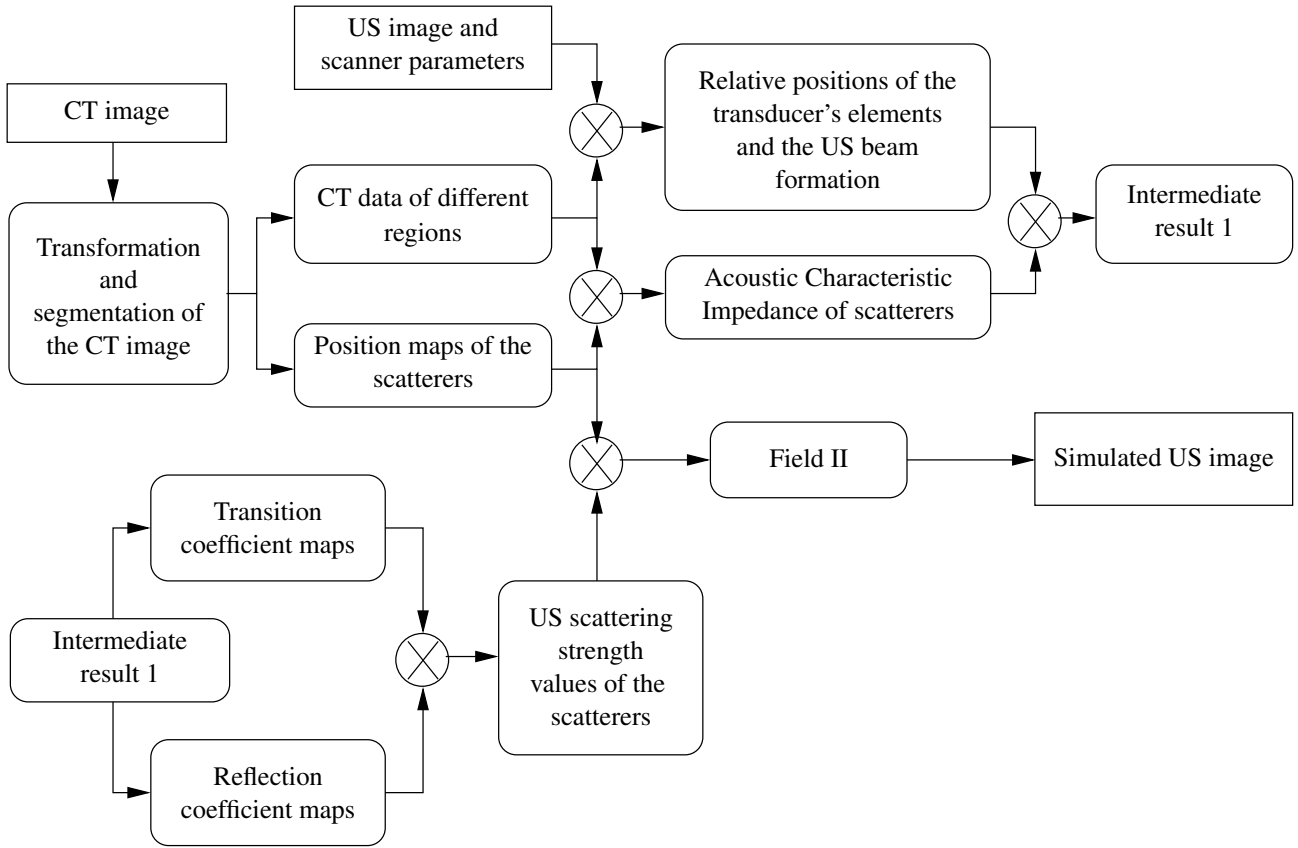 US image and
scanner parameters
CT image
Relative positions of the
transducer's elements
and the US beam
formation
CT data of different
regions
Intermediate
result 1
Transformation
and
segmentation of
the CT image
Acoustic Characteristic
Impedance of scatterers
Position maps of the
scatterers
Field II
Simulated US image
Transition
coefficient maps
Intermediate
result 1
US scattering
strength
values of the
scatterers
Reflection
coefficient maps